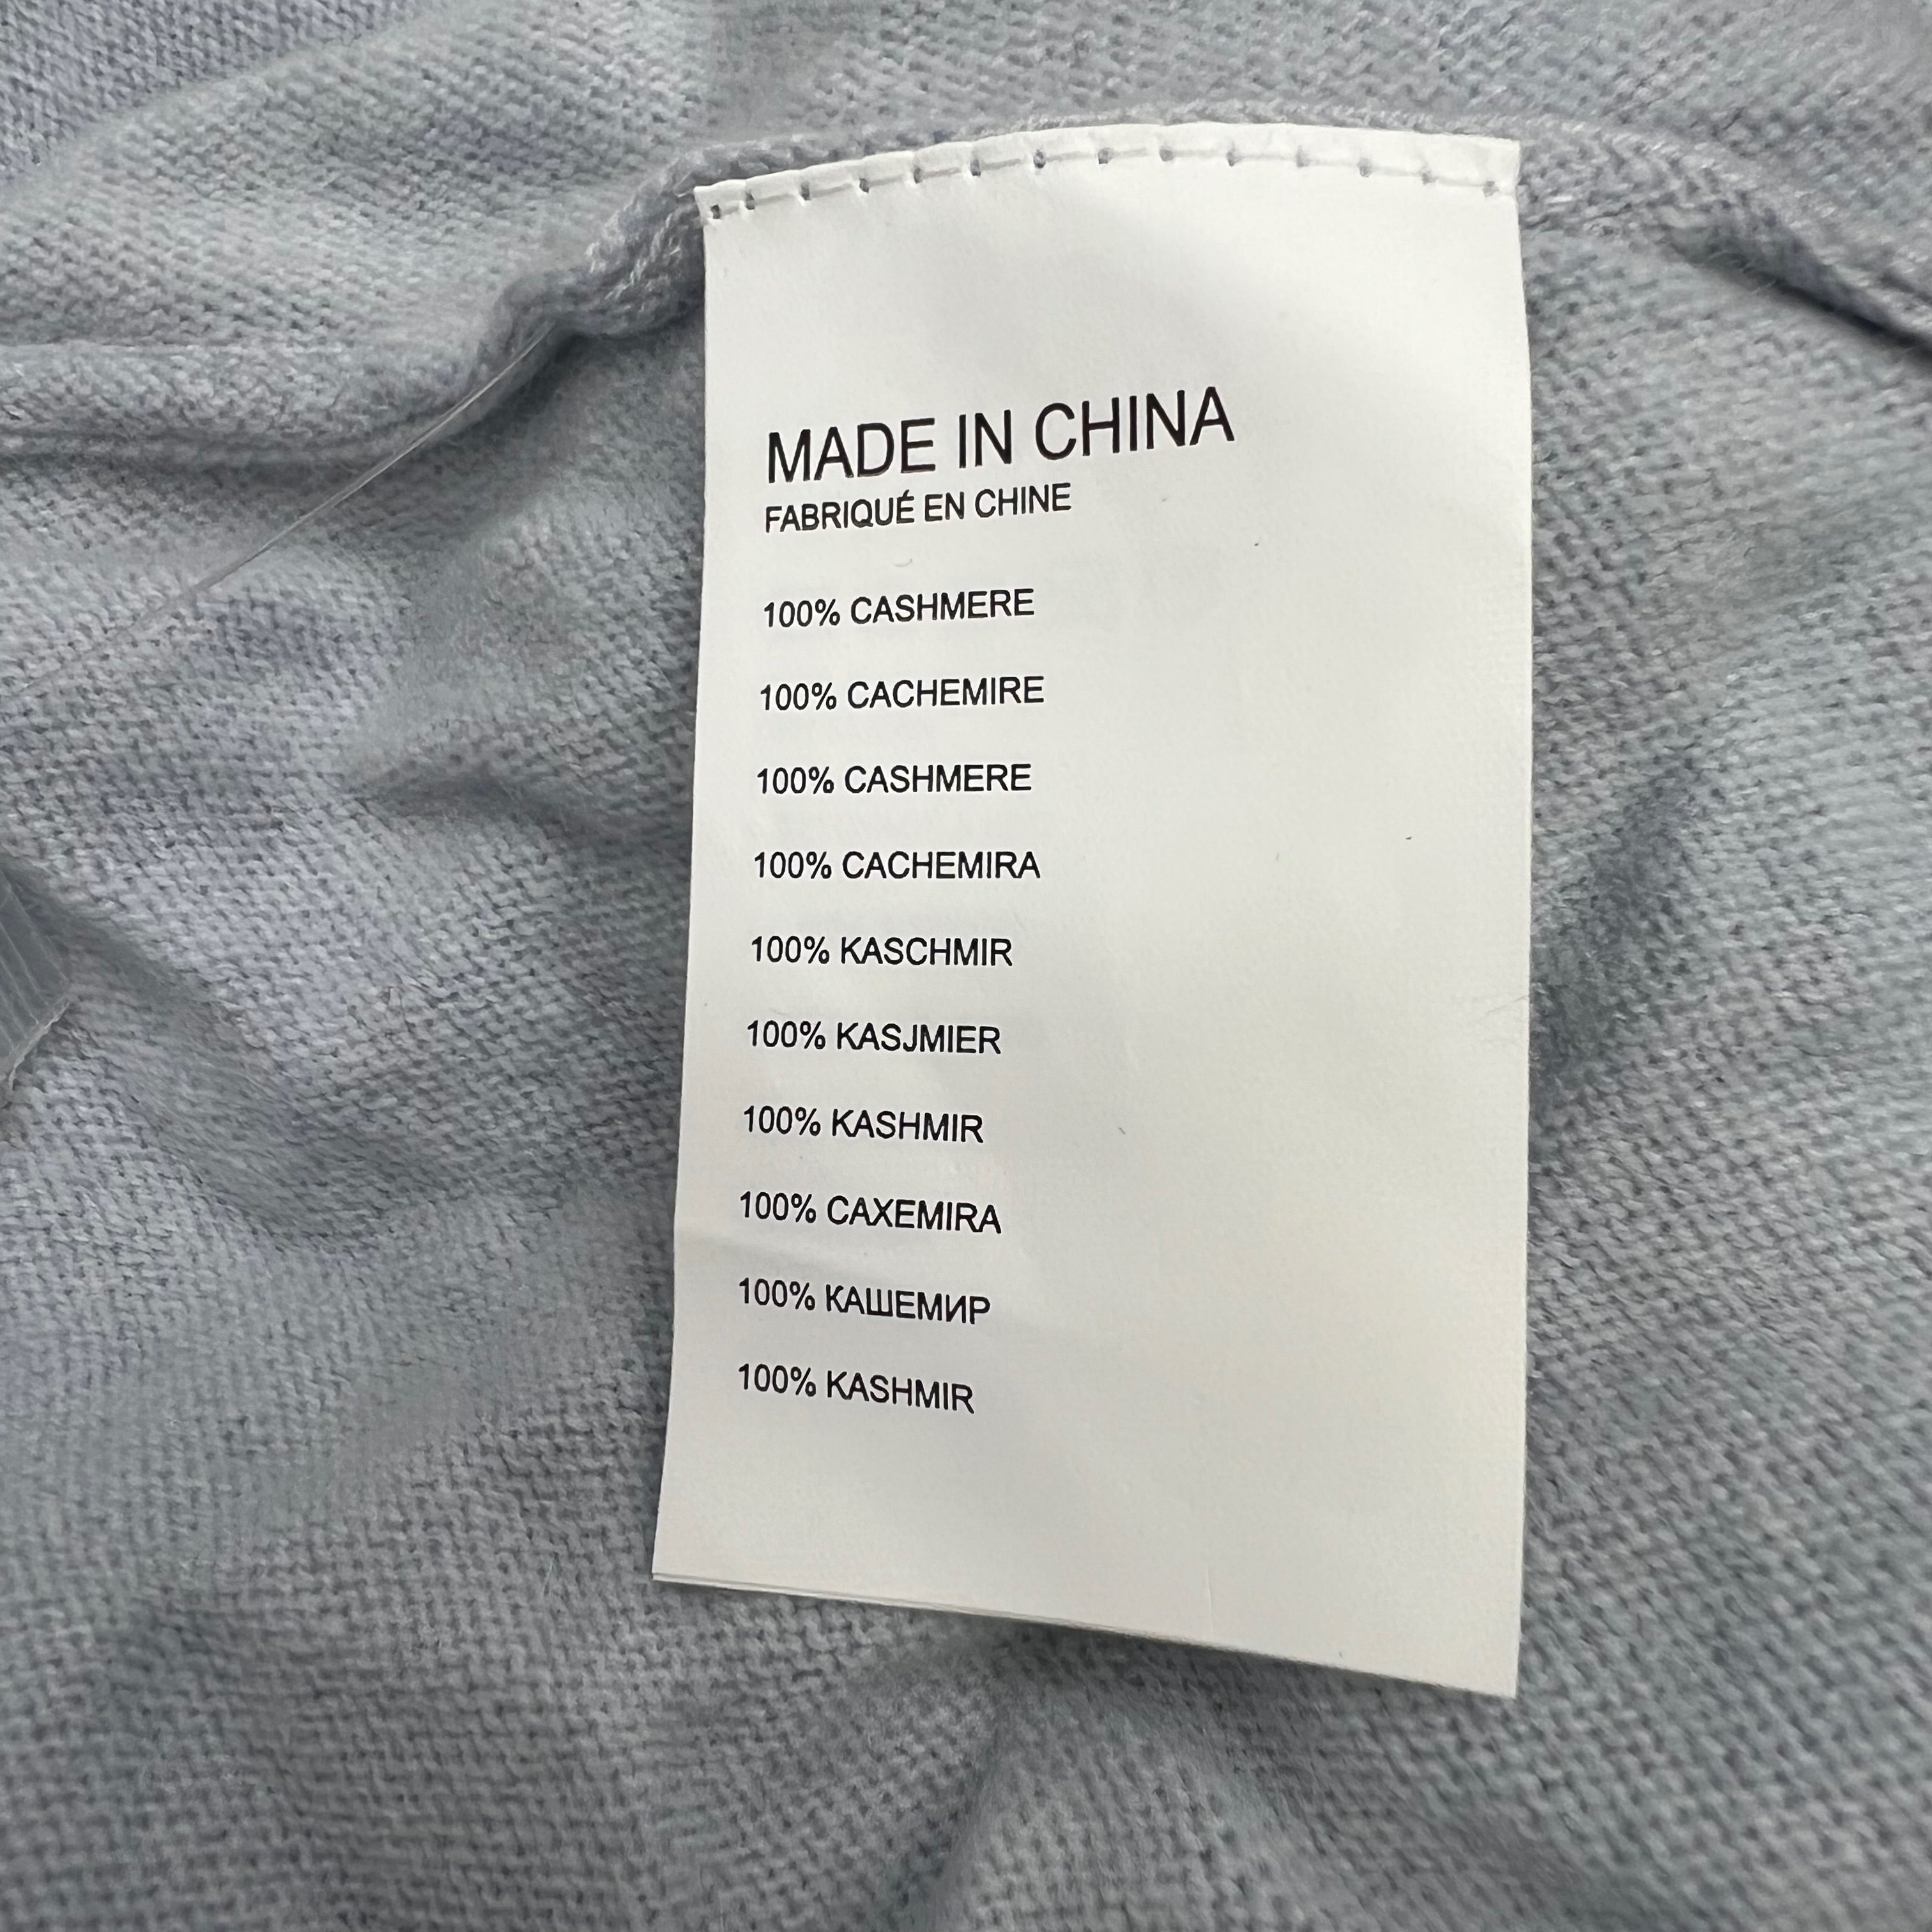 MADE IN CHINA
FABRIQUÉ EN CHINE
100% CASHMERE
100% CACHEMIRE
100% CASHMERE
100% CACHEMIRA
100% KASCHMIR
100% KASJMIER
100% KASHMIR
100% CAXEMIRA
100% КАШЕМИР
100% KASHMIR